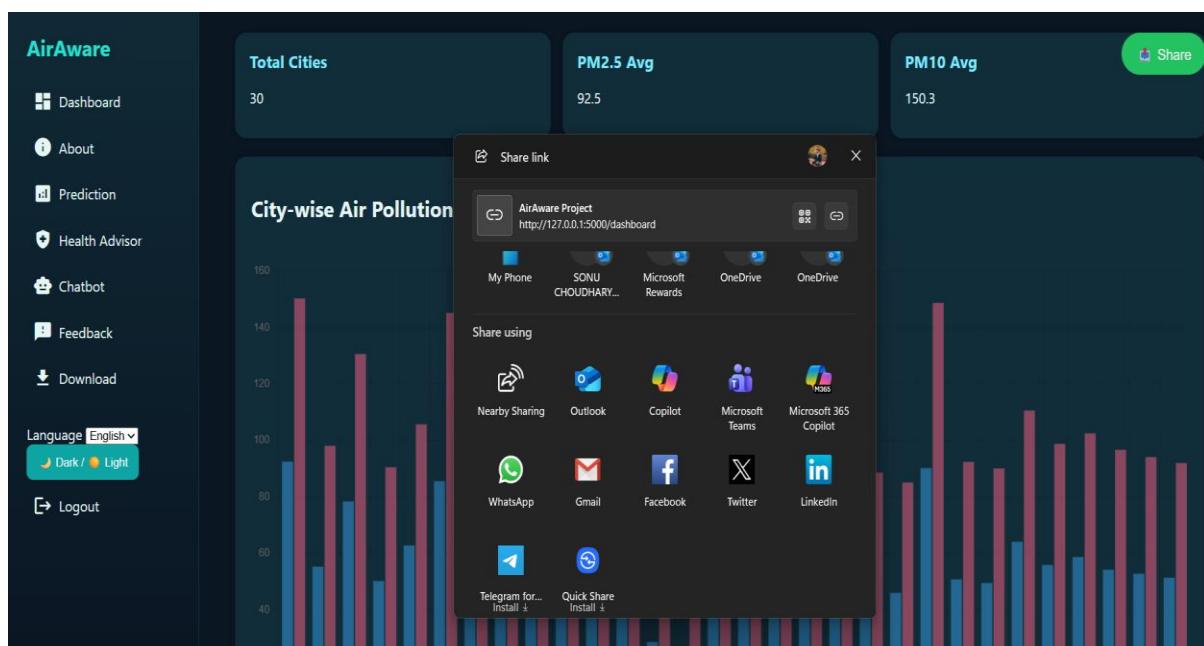 AirAware
Dashboard
About
Prediction
Health Advisor
Chatbot
Feedback
Download
Language English
Dark / Light
Logout
Total Cities
30
PM2.5 Avg
92.5
PM10 Avg
150.3
Share
City-wise Air Pollution
160
140
120
100
80
60
40
Share link
AirAware Project
http://127.0.0.1:5000/dashboard
My Phone
SONU
CHOUDHARY...
Microsoft
Rewards
OneDrive
OneDrive
Share using
Nearby Sharing
Outlook
Copilot
Microsoft
Teams
M365
Microsoft 365
Copilot
WhatsApp
Gmail
Facebook
Twitter
LinkedIn
Telegram for...
Install
Quick Share
Install